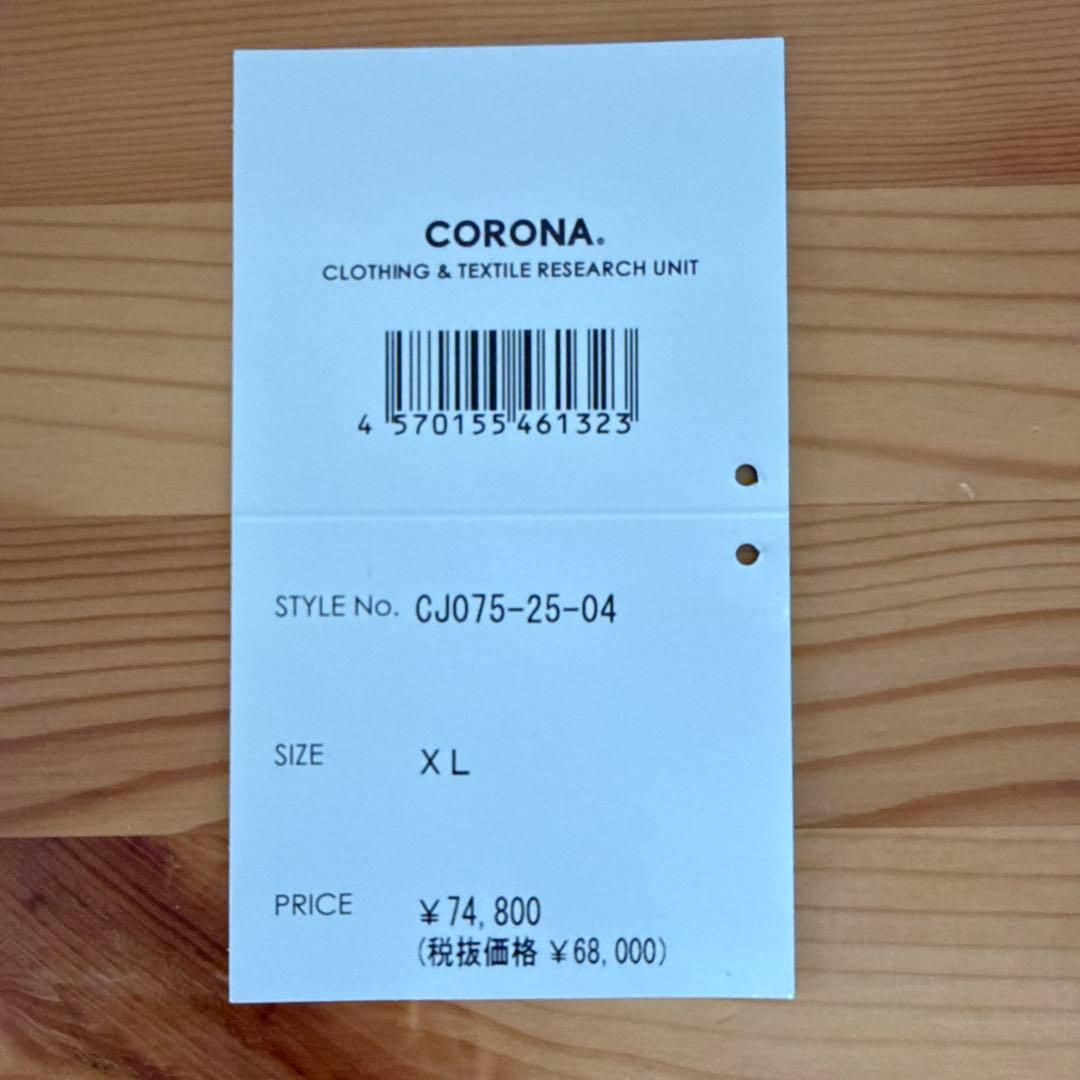 CORONA®
CLOTHING & TEXTILE RESEARCH UNIT
4 570155 461323
STYLE No. CJ075-25-04
SIZE XL
PRICE ¥74,800
(税抜価格 ¥68,000)